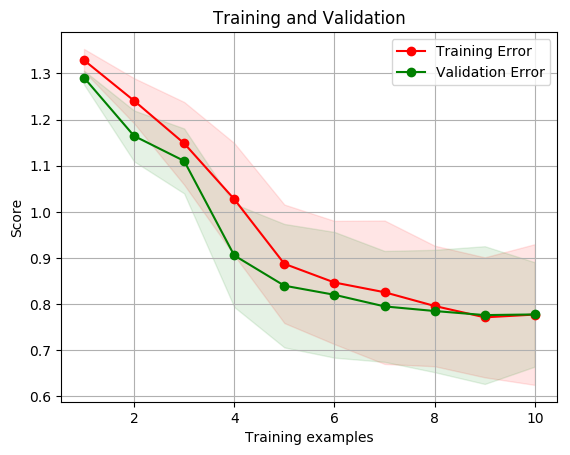 Training and Validation
Training Error
Validation Error
1.3
1.2
1.1
1.0
0.9
0.8
0.7
0.6
Score
2
4
6
8
10
Training examples